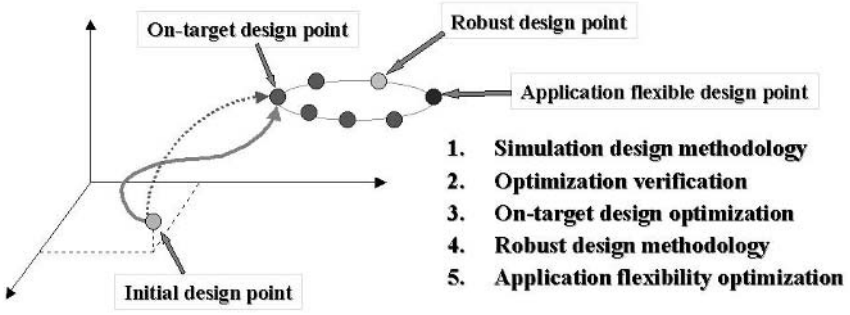 On-target design point
Robust design point
Application flexible design point
1. Simulation design methodology
2. Optimization verification
3. On-target design optimization
4. Robust design methodology
5. Application flexibility optimization
Initial design point